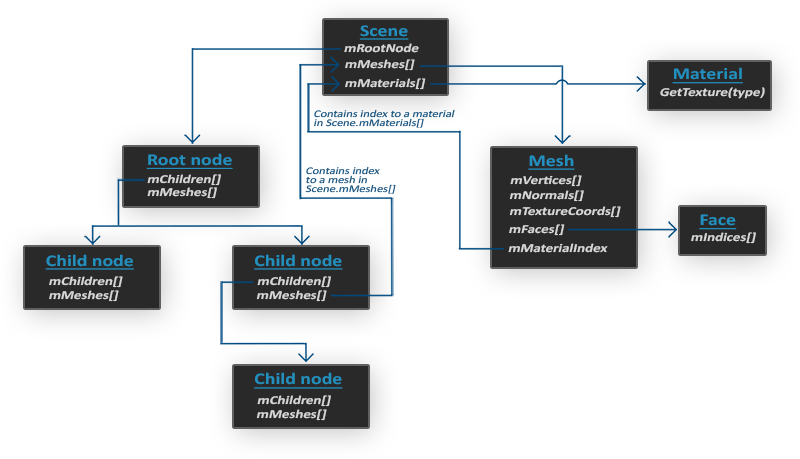 Scene
mRootNode
mMeshes[]
mMaterials[]
Material
GetTexture(type)
Contains index to a material
in Scene.mMaterials[]
Root node
mChildren[]
mMeshes[]
Contains index
to a mesh in
Scene.mMeshes[]
Mesh
mVertices[]
mNormals[]
mTextureCoords[]
mFaces[]
mMaterialIndex
Face
mIndices[]
Child node
mChildren[]
mMeshes[]
Child node
mChildren[]
mMeshes[]
Child node
mChildren[]
mMeshes[]